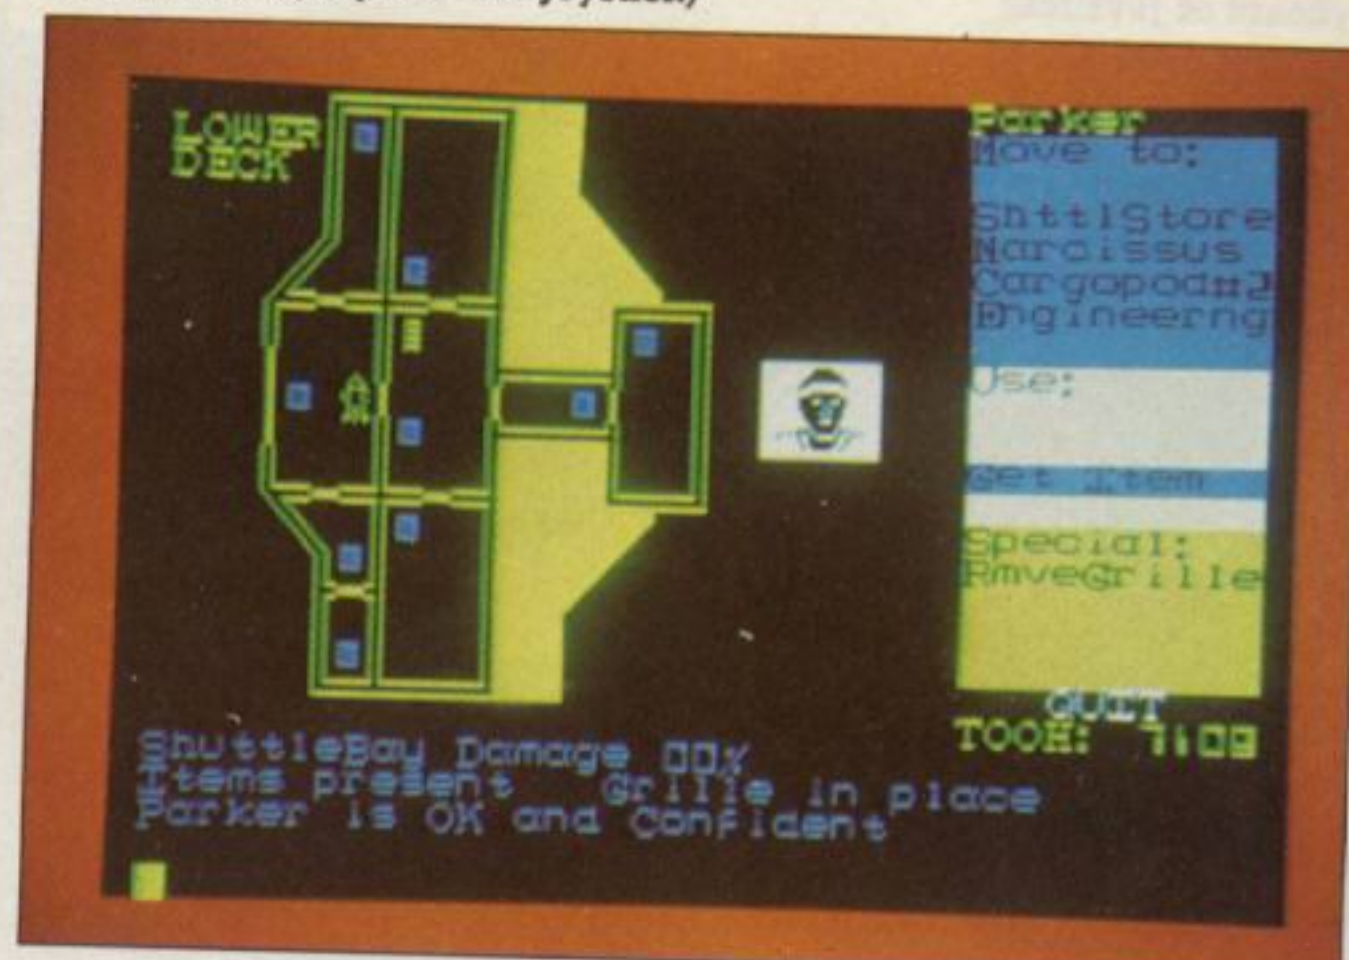 LOWER
DECK
Parker
Move to:
ShttlStore
Narcissus
Cargopod#2
Engineerng
Use:
Get Item
Special:
RmveGrille
QUIT
TOOH: 7:09
ShuttleBay Damage 00%
Items present Grille in place
Parker is OK and Confident